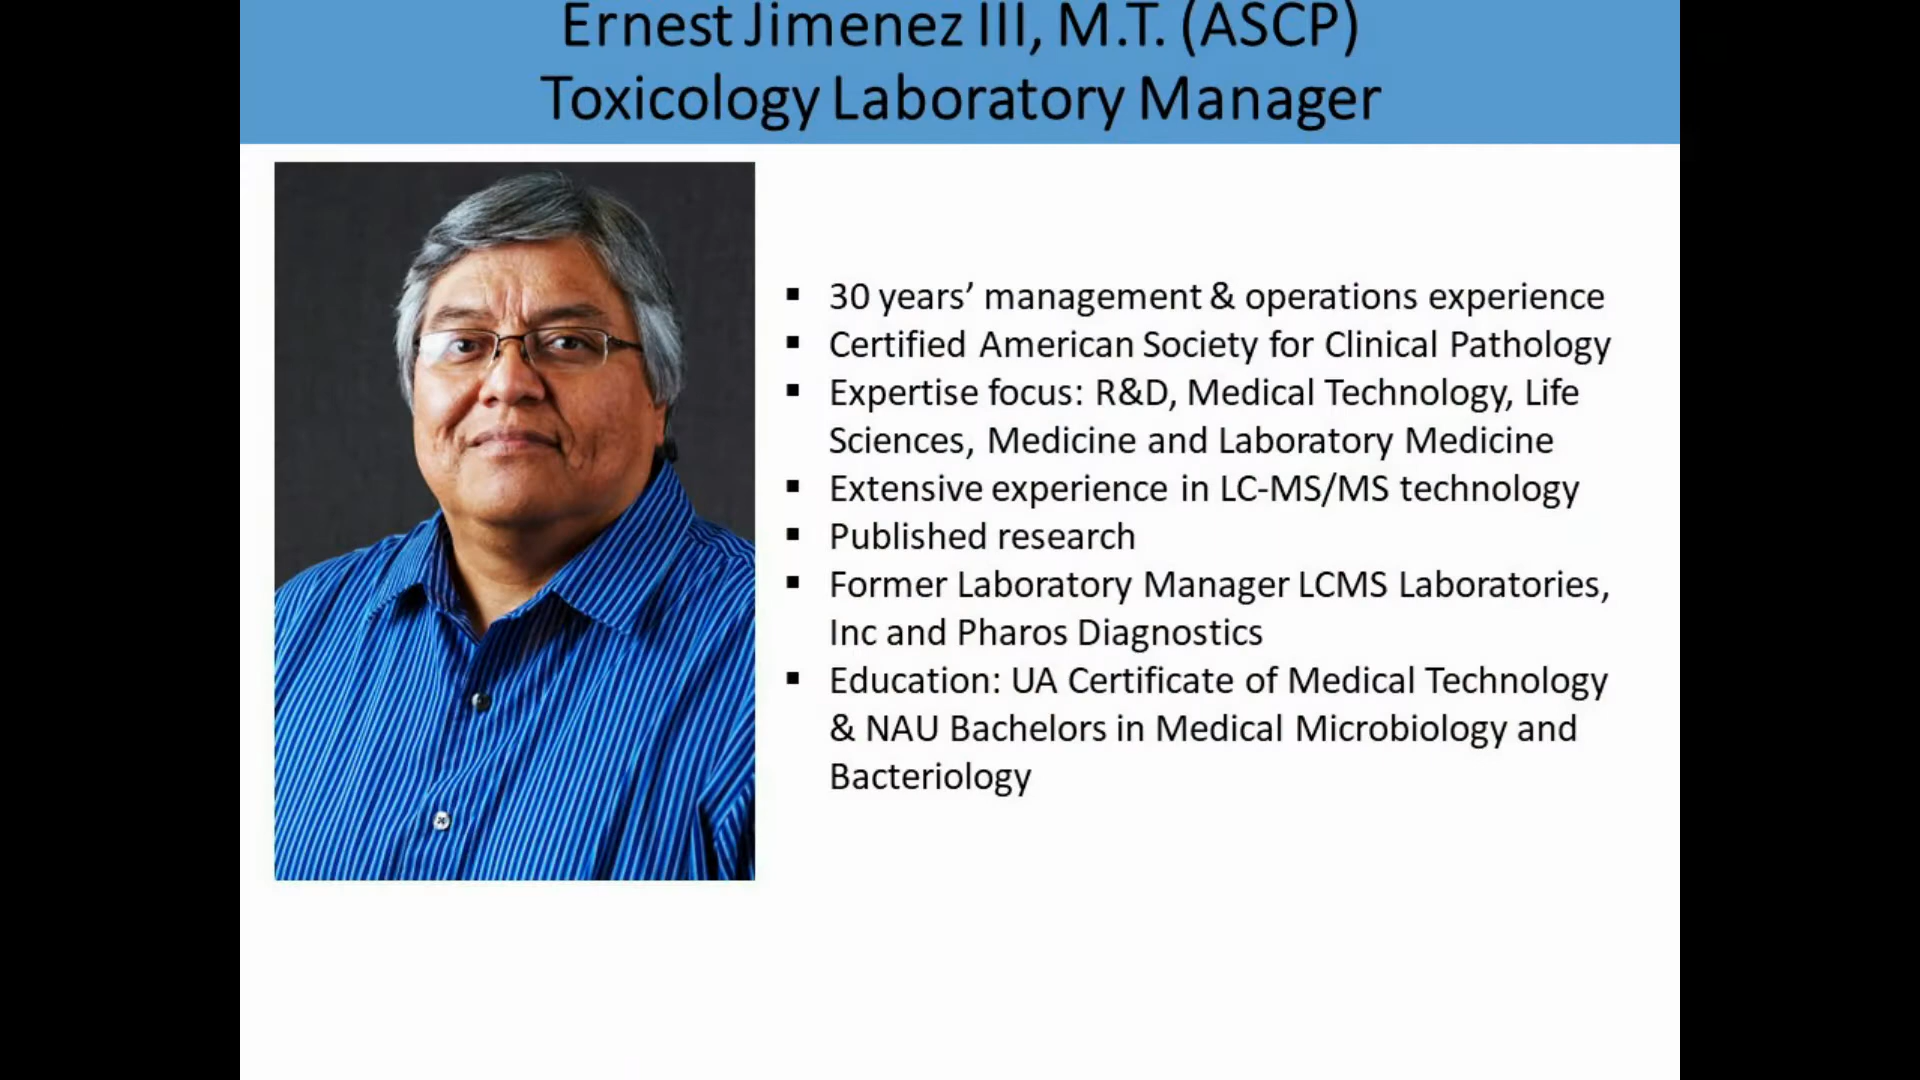 Ernest Jimenez III, M.T. (ASCP)
Toxicology Laboratory Manager
▪ 30 years’ management & operations experience
▪ Certified American Society for Clinical Pathology
▪ Expertise focus: R&D, Medical Technology, Life
Sciences, Medicine and Laboratory Medicine
▪ Extensive experience in LC-MS/MS technology
▪ Published research
▪ Former Laboratory Manager LCMS Laboratories,
Inc and Pharos Diagnostics
▪ Education: UA Certificate of Medical Technology
& NAU Bachelors in Medical Microbiology and
Bacteriology